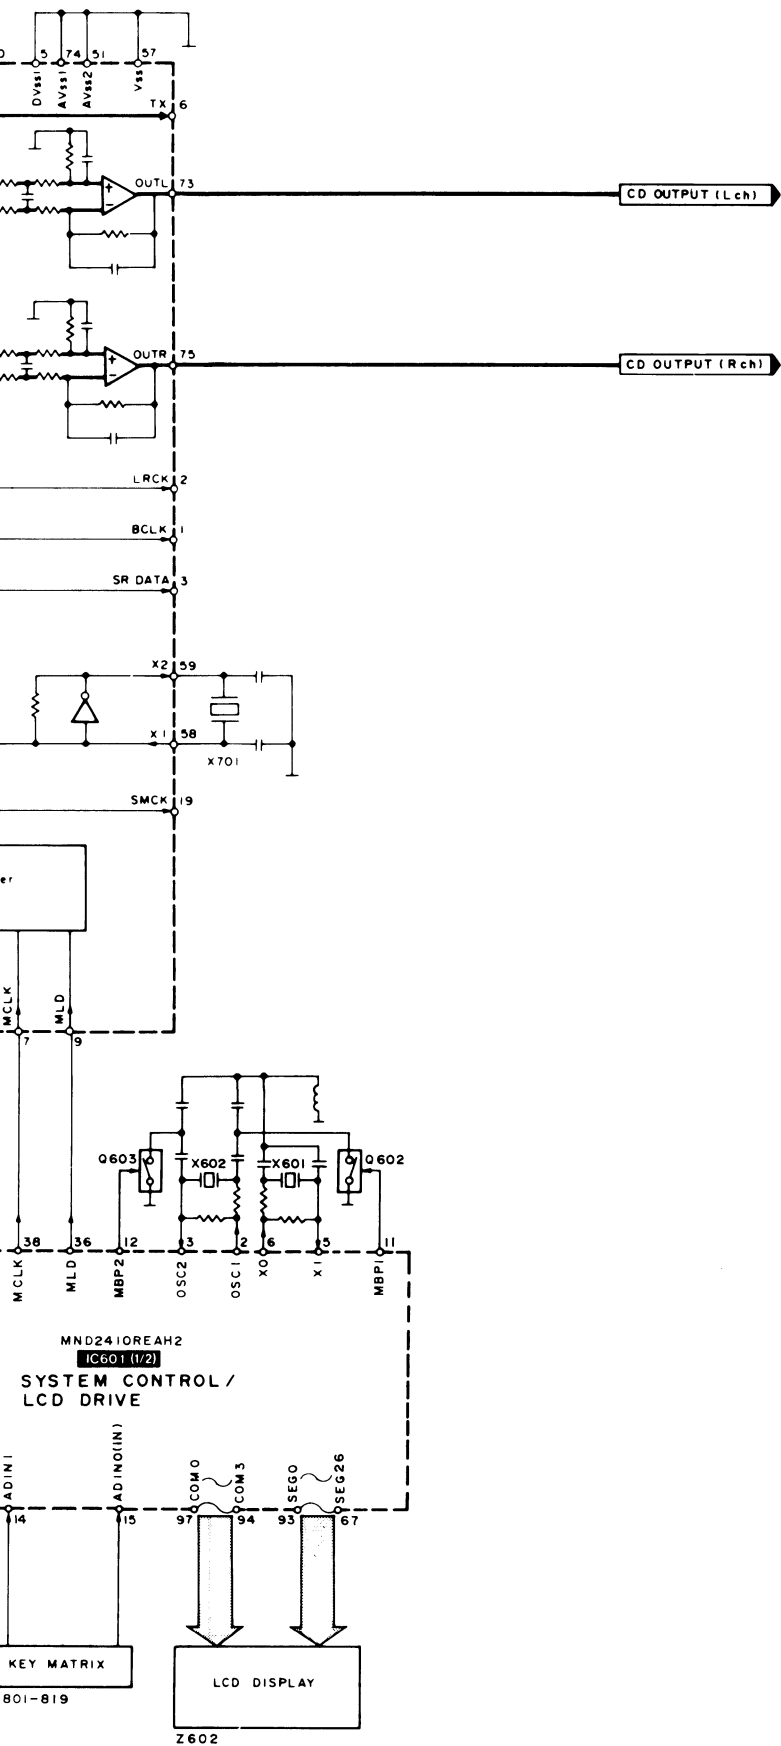 5 74 51 57
DVss1 AVss1 AVss2 Vss
TX 6
OUTL 73
CD OUTPUT (Lch)
OUTR 75
CD OUTPUT (Rch)
LRCK 2
BCLK 1
SR DATA 3
X2 59
X1 58
X701
SMCK 19
er
MCLK MLD
7 9
Q603 X602 X601 Q602
38 36 12 3 2 6 5 11
MCLK MLD MBP2 OSC2 OSC1 X0 X1 MBP1
MND2410REAH2
IC601 (1/2)
SYSTEM CONTROL/
LCD DRIVE
ADIN1 ADIN0(IN) COM0 COM3 SEG0 SEG26
14 15 97 94 93 67
KEY MATRIX
801-819
LCD DISPLAY
Z602